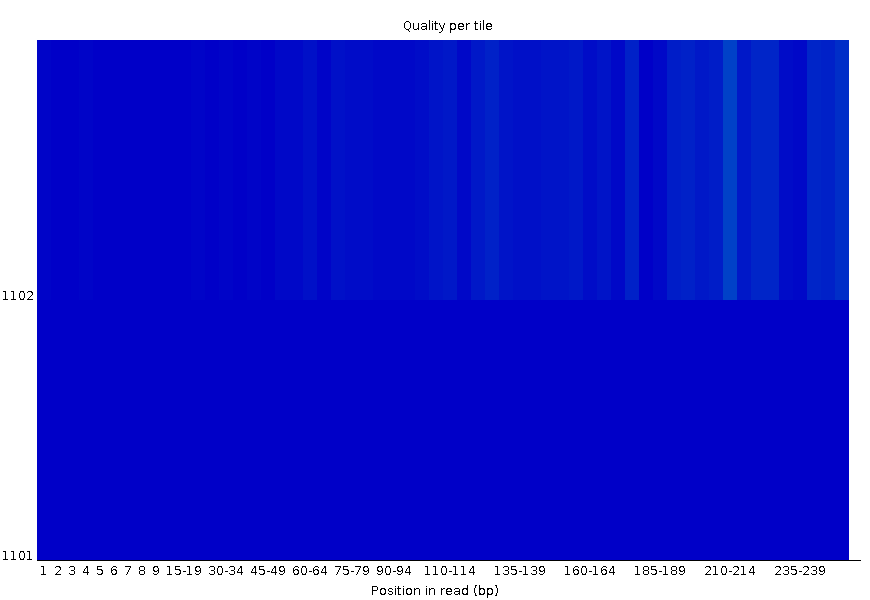 Quality per tile
1102
1101
1 2 3 4 5 6 7 8 9 15-19 30-34 45-49 60-64 75-79 90-94 110-114 135-139 160-164 185-189 210-214 235-239
Position in read (bp)